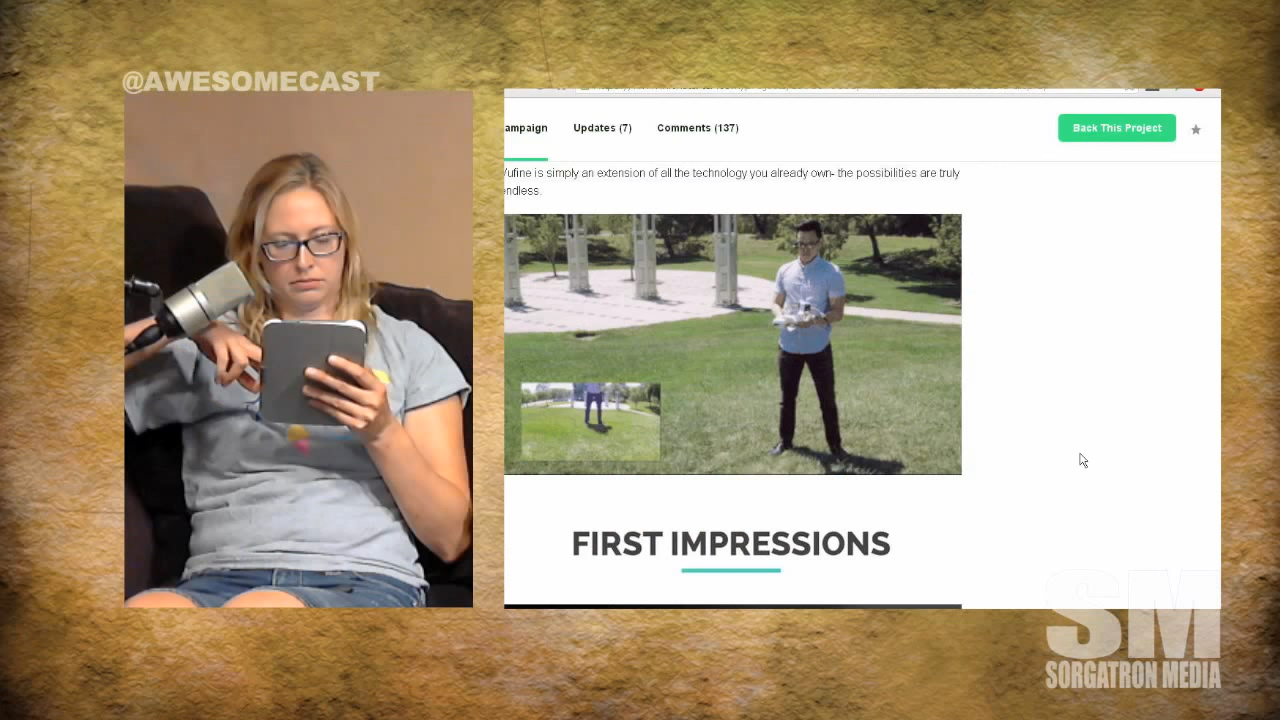 @AWESOMECAST
ampaign Updates (7) Comments (137) Back This Project
ufine is simply an extension of all the technology you already own- the possibilities are truly
endless.
FIRST IMPRESSIONS
SM
SORGATRON MEDIA